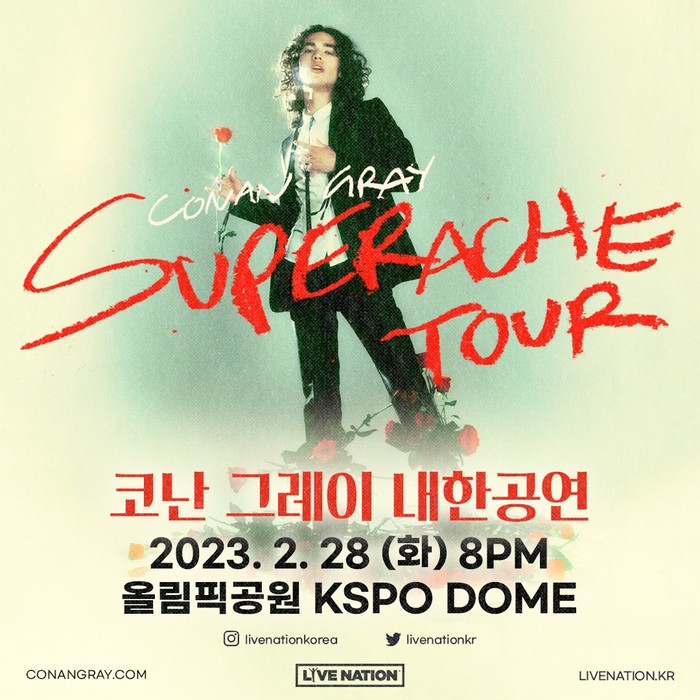 CONAN GRAY
SUPERACHE
TOUR
코난 그레이 내한공연
2023. 2. 28 (화) 8PM
올림픽공원 KSPO DOME
livenationkorea livenationkr
CONANGRAY.COM LIVE NATION LIVENATION.KR